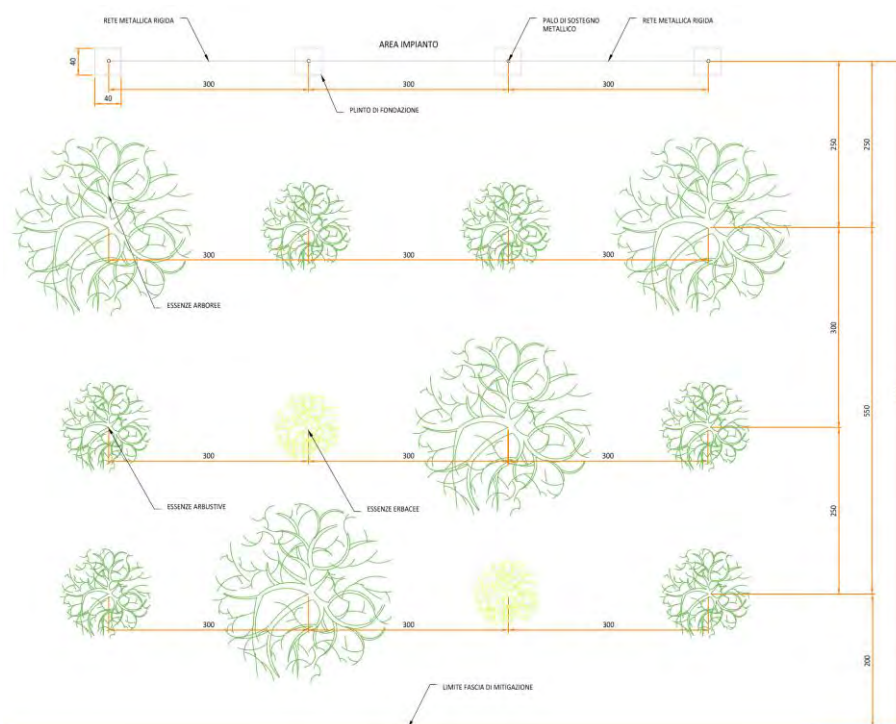 RETE METALLICA RIGIDA
PALO DI SOSTEGNO
METALLICO
RETE METALLICA RIGIDA
AREA IMPIANTO
40
40
300
300
300
PLINTO DI FONDAZIONE
250
250
300
300
300
ESSENZE ARBOREE
300
550
300
300
300
ESSENZE ARBUSTIVE
ESSENZE ERBACEE
250
300
300
300
200
LIMITE FASCIA DI MITIGAZIONE